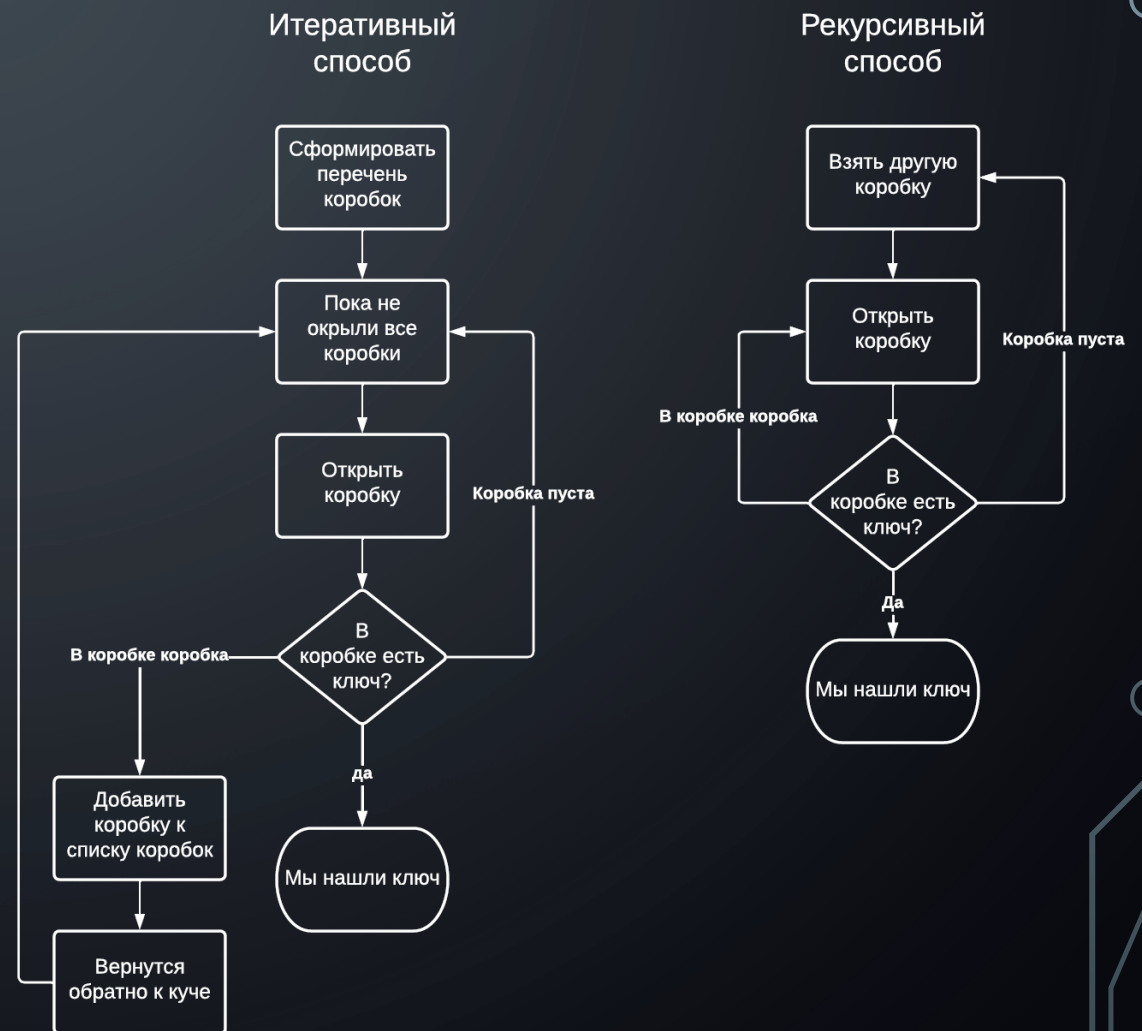 Итеративный
способ
Сформировать
перечень
коробок
Пока не
окрыли все
коробки
Открыть
коробку
Коробка пуста
В
коробке есть
ключ?
В коробке коробка
да
Добавить
коробку к
списку коробок
Мы нашли ключ
Вернутся
обратно к куче
Рекурсивный
способ
Взять другую
коробку
Открыть
коробку
Коробка пуста
В коробке коробка
В
коробке есть
ключ?
Да
Мы нашли ключ